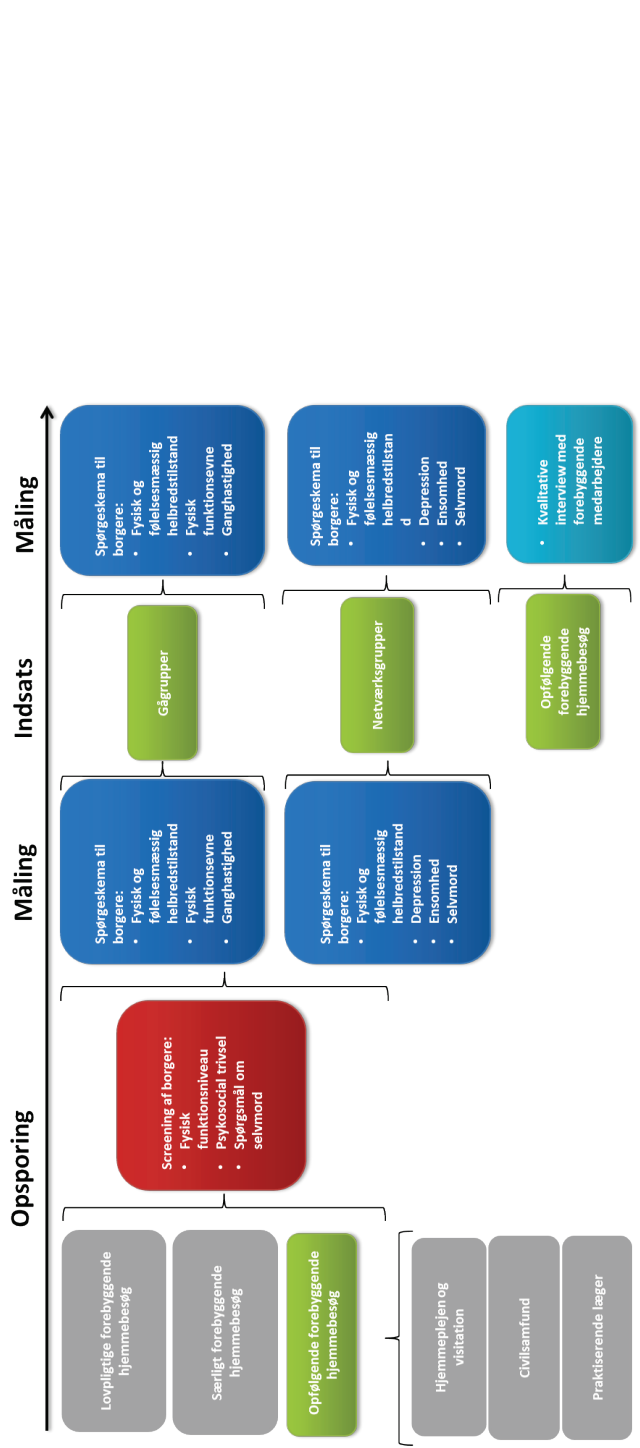 Opsporing
Måling
Indsats
Måling
Lovpligtige forebyggende
hjemmebesøg
Særligt forebyggende
hjemmebesøg
Opfølgende forebyggende
hjemmebesøg
Hjemmeplejen og
visitation
Civilsamfund
Praktiserende læger
Screening af borgere:
• Fysisk
funktionsniveau
• Psykosocial trivsel
• Spørgsmål om
selvmord
Spørgeskema til
borgere:
• Fysisk og
følelsesmæssig
helbredstilstand
• Fysisk
funktionsevne
• Ganghastighed
Spørgeskema til
borgere:
• Fysisk og
følelsesmæssig
helbredstilstand
• Depression
• Ensomhed
• Selvmord
Gågrupper
Netværksgrupper
Opfølgende
forebyggende
hjemmebesøg
Spørgeskema til
borgere:
• Fysisk og
følelsesmæssig
helbredstilstand
• Fysisk
funktionsevne
• Ganghastighed
Spørgeskema til
borgere:
• Fysisk og
følelsesmæssig
helbredstilstan
d
• Depression
• Ensomhed
• Selvmord
• Kvalitative
interview med
forebyggende
medarbejdere